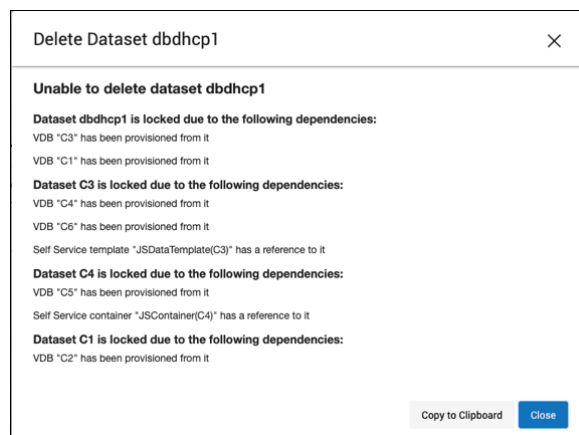 Delete Dataset dbdhcp1
Unable to delete dataset dbdhcp1
Dataset dbdhcp1 is locked due to the following dependencies:
VDB "C3" has been provisioned from it
VDB "C1" has been provisioned from it
Dataset C3 is locked due to the following dependencies:
VDB "C4" has been provisioned from it
VDB "C6" has been provisioned from it
Self Service template "JSDataTemplate(C3)" has a reference to it
Dataset C4 is locked due to the following dependencies:
VDB "C5" has been provisioned from it
Self Service container "JSContainer(C4)" has a reference to it
Dataset C1 is locked due to the following dependencies:
VDB "C2" has been provisioned from it
Copy to Clipboard Close